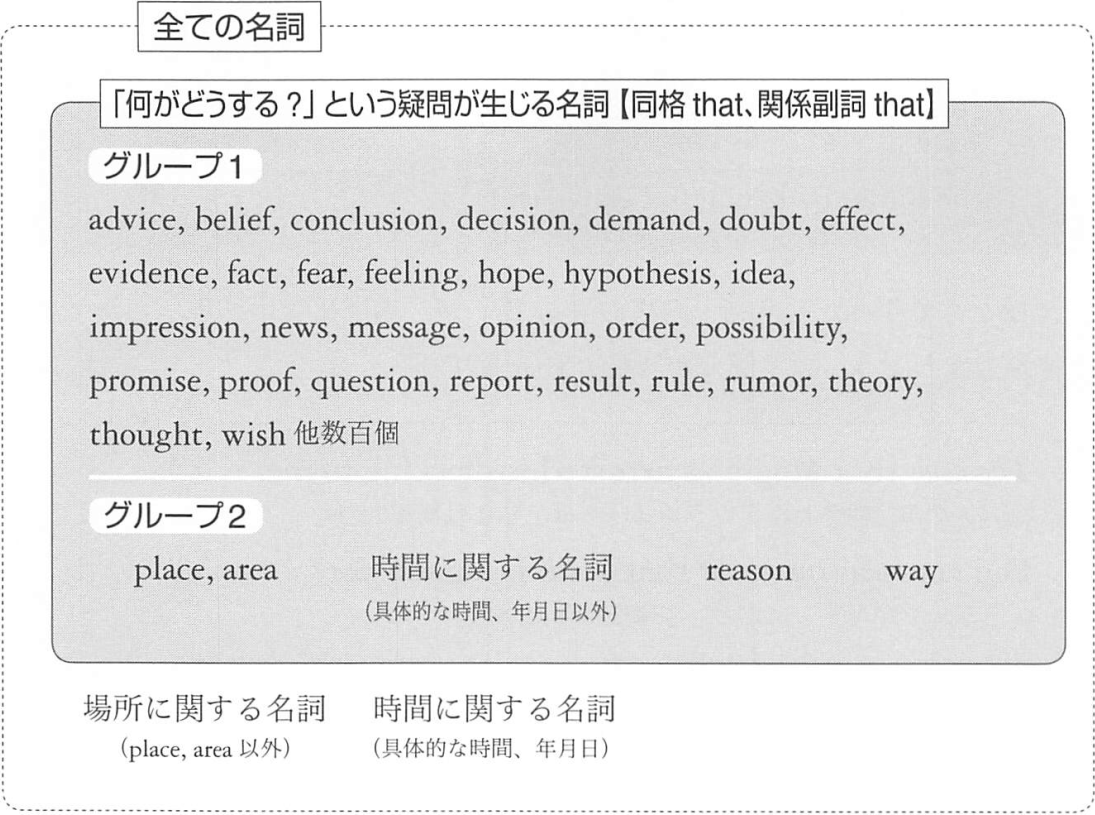 全ての名詞
「何がどうする?」という疑問が生じる名詞【同格 that、関係副詞 that】
グループ1
advice, belief, conclusion, decision, demand, doubt, effect,
evidence, fact, fear, feeling, hope, hypothesis, idea,
impression, news, message, opinion, order, possibility,
promise, proof, question, report, result, rule, rumor, theory,
thought, wish 他数百個
グループ2
place, area 時間に関する名詞 reason way
(具体的な時間、年月日以外)
場所に関する名詞 時間に関する名詞
(place, area 以外) (具体的な時間、年月日)